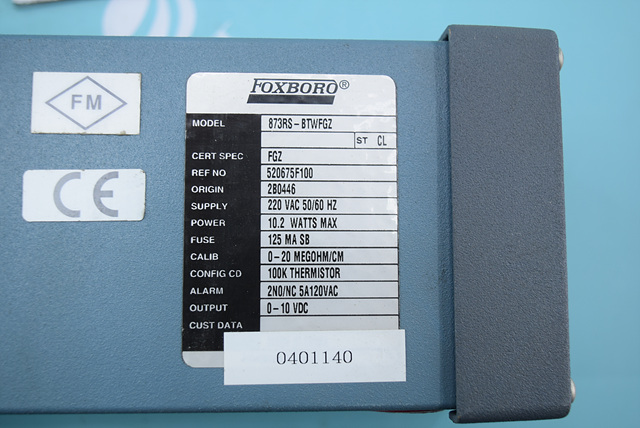 FM
CE
FOXBORO®
MODEL 873RS-BTWFGZ
ST CL
CERT SPEC FGZ
REF NO 520675F100
ORIGIN 2B0446
SUPPLY 220 VAC 50/60 HZ
POWER 10.2 WATTS MAX
FUSE 125 MA SB
CALIB 0-20 MEGOHM/CM
CONFIG CD 100K THERMISTOR
ALARM 2NO/NC 5A120VAC
OUTPUT 0-10 VDC
CUST DATA
0401140